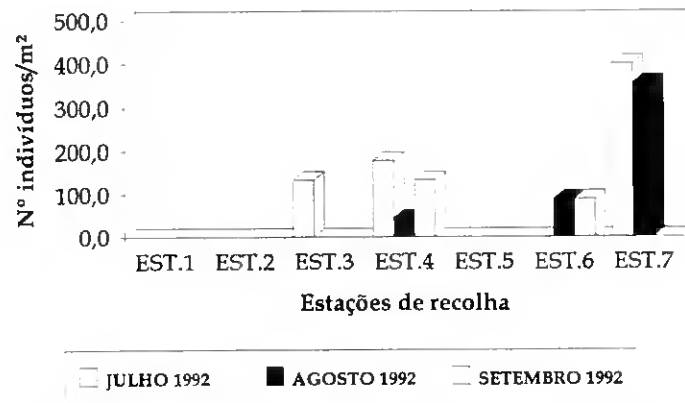 500,0
400,0
300,0
200,0
100,0
0,0
Nº indivíduos/m²
EST.1 EST.2 EST.3 EST.4 EST.5 EST.6 EST.7
Estações de recolha
JULHO 1992 AGOSTO 1992 SETEMBRO 1992